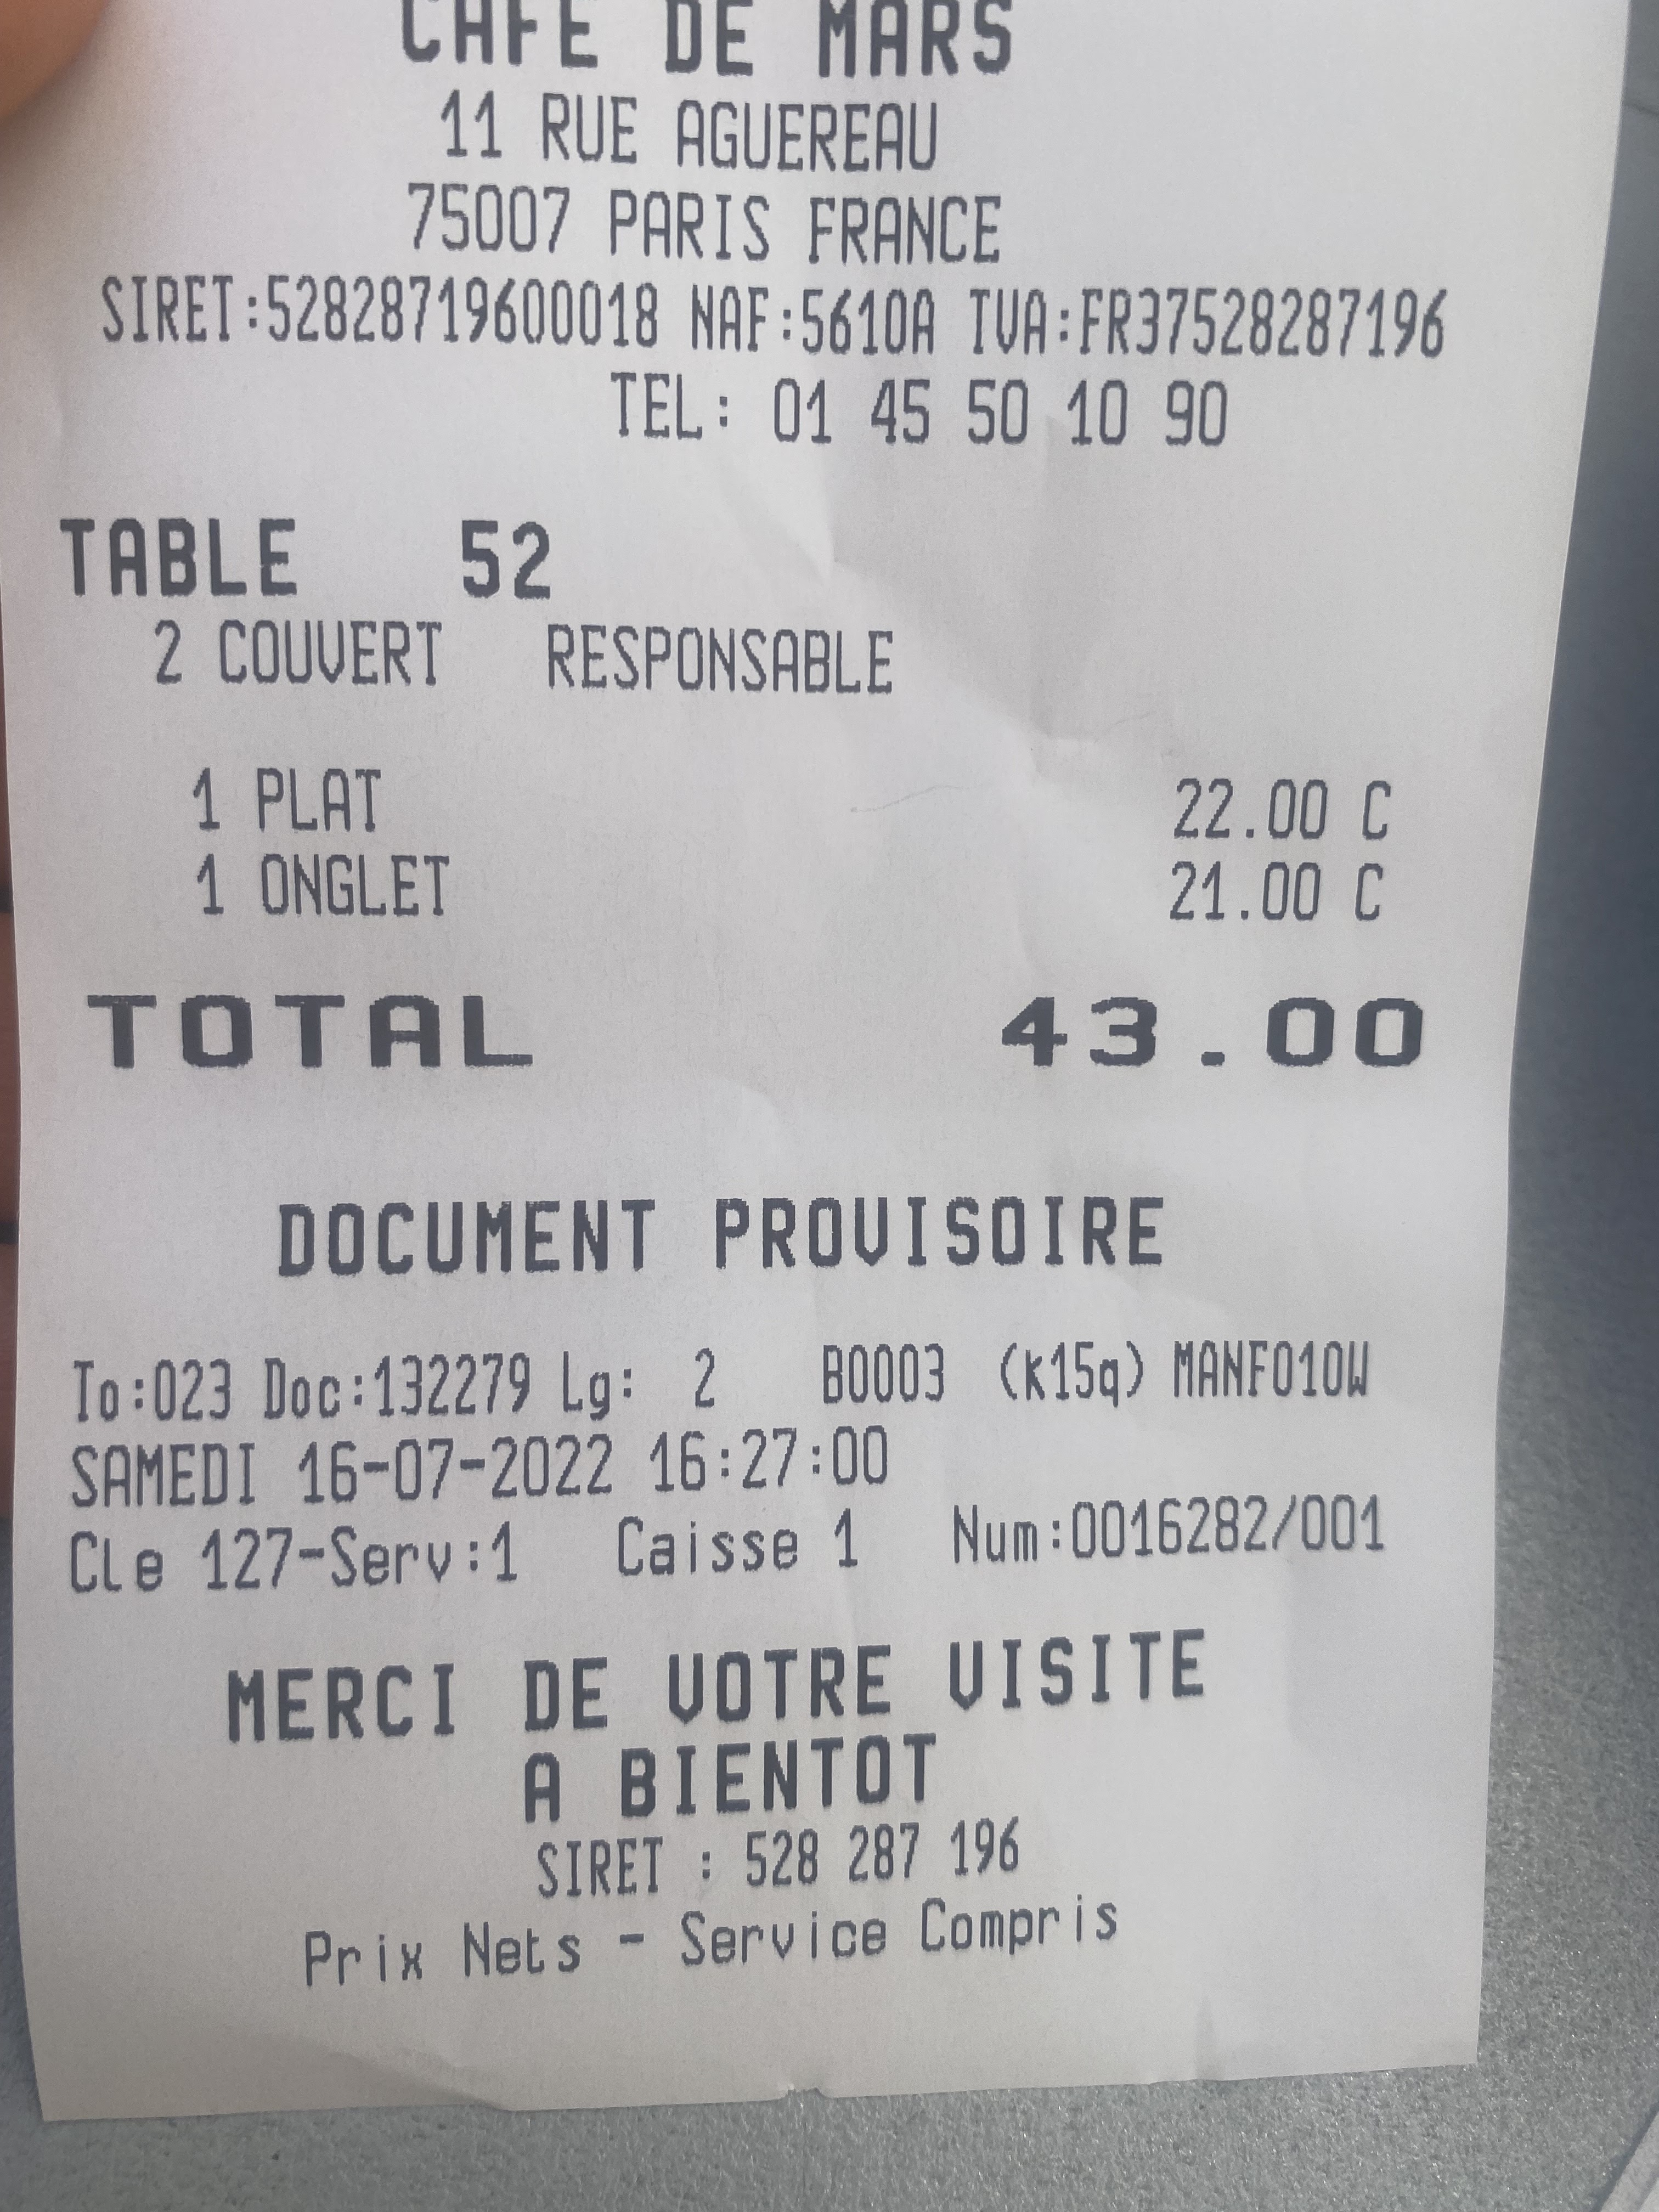 CAFE DE MARS
11 RUE AGUEREAU
75007 PARIS FRANCE
SIRET:52828719600018 NAF:5610A TVA:FR37528287196
TEL: 01 45 50 10 90
TABLE 52
2 COUVERT RESPONSABLE
1 PLAT 22.00 C
1 ONGLET 21.00 C
TOTAL 43.00
DOCUMENT PROVISOIRE
To:023 Doc:132279 Lg: 2 B0003 (k15q) MANF010W
SAMEDI 16-07-2022 16:27:00
Cle 127-Serv:1 Caisse 1 Num:0016282/001
MERCI DE VOTRE VISITE
A BIENTOT
SIRET : 528 287 196
Prix Nets - Service Compris